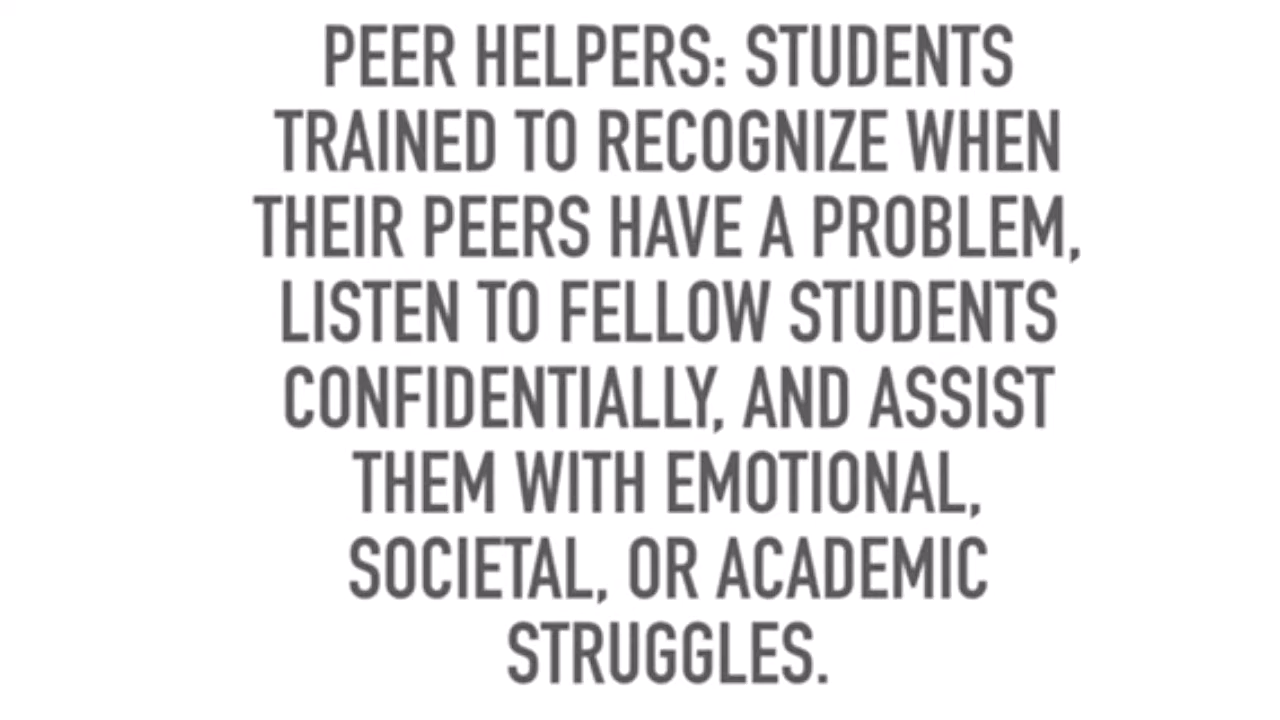 PEER HELPERS: STUDENTS
TRAINED TO RECOGNIZE WHEN
THEIR PEERS HAVE A PROBLEM,
LISTEN TO FELLOW STUDENTS
CONFIDENTIALLY, AND ASSIST
THEM WITH EMOTIONAL,
SOCIETAL, OR ACADEMIC
STRUGGLES.